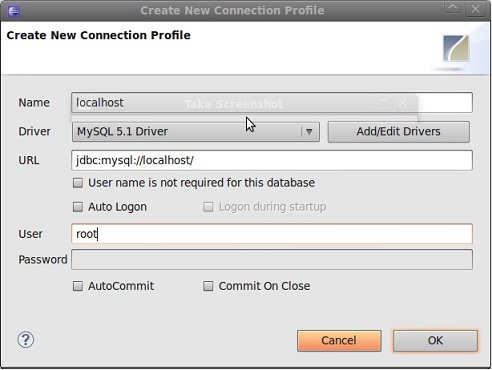 Create New Connection Profile
Create New Connection Profile
Name localhost
Take Screenshot
Driver MySQL 5.1 Driver Add/Edit Drivers
URL jdbc:mysql://localhost/
User name is not required for this database
Auto Logon Logon during startup
User root
Password
AutoCommit Commit On Close
? Cancel OK